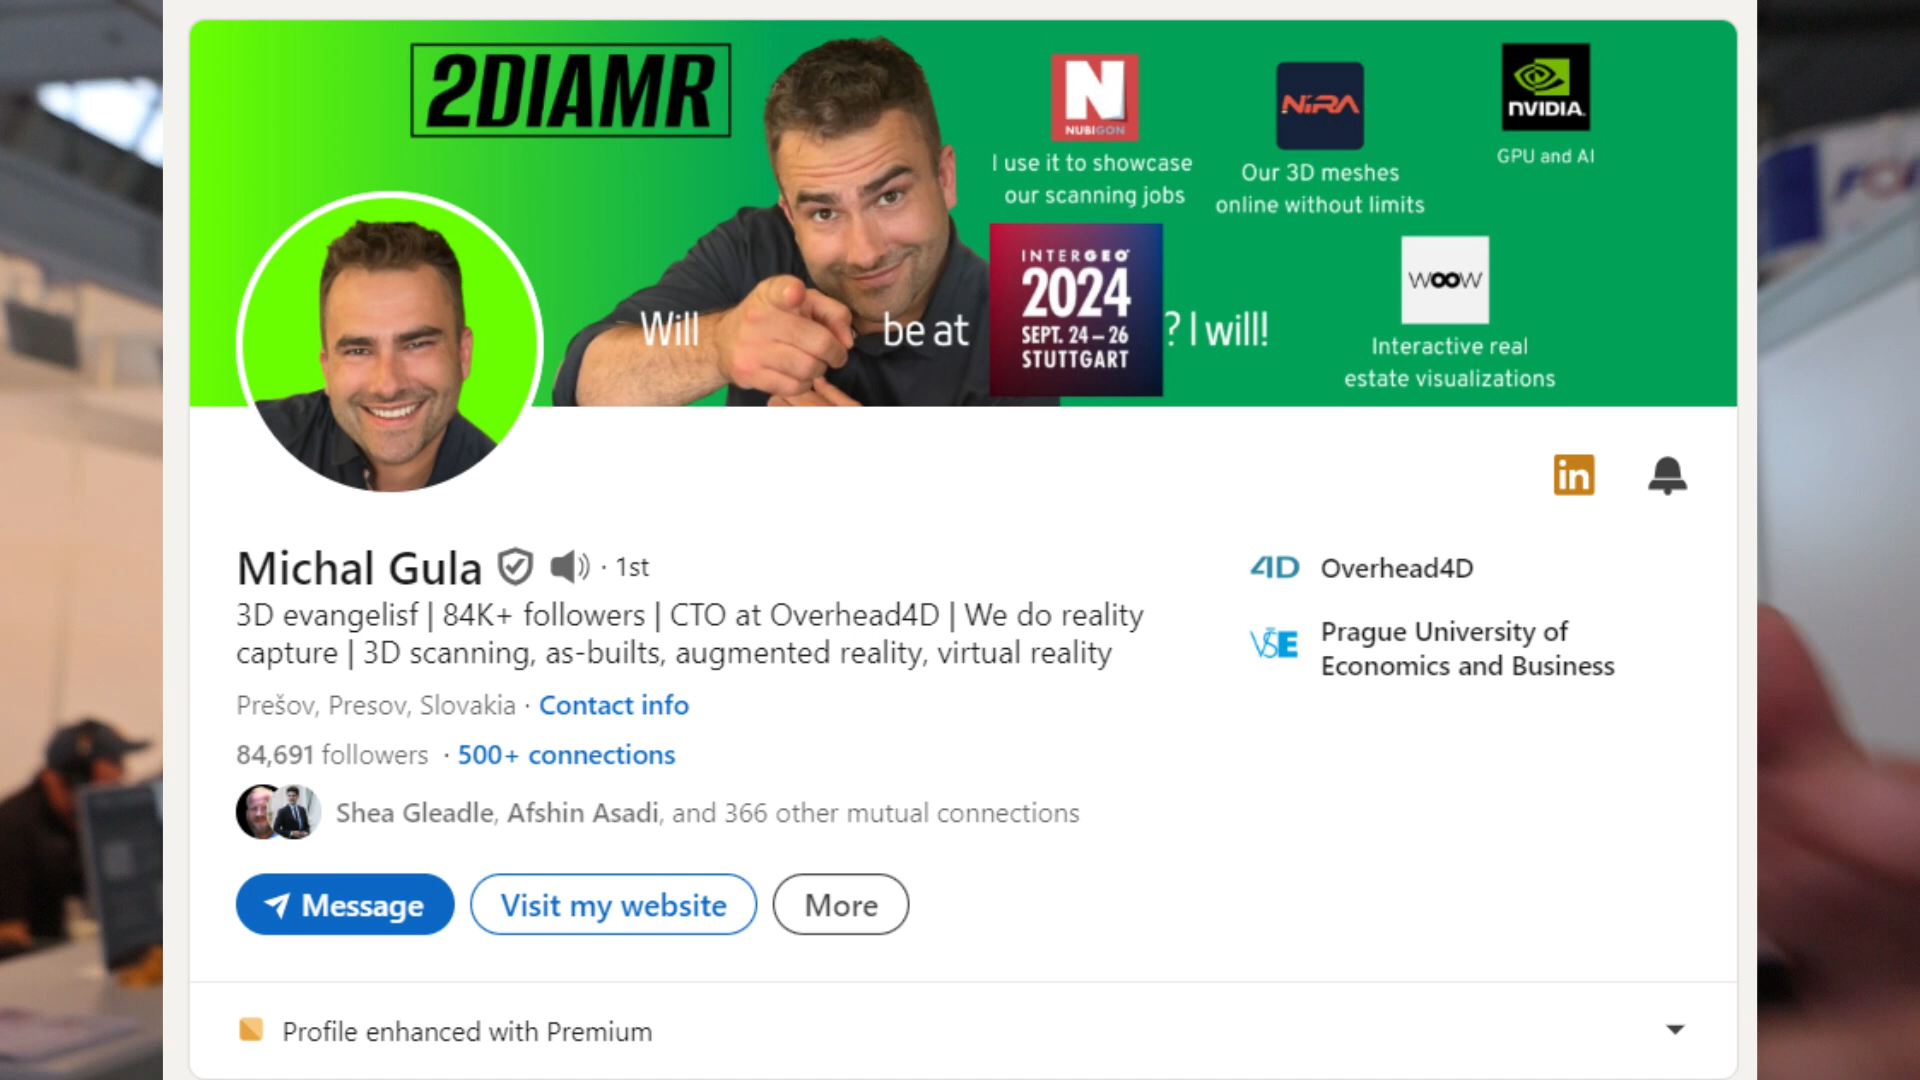 2DIAMR
N
NUBIGON
I use it to showcase
our scanning jobs
NiRA
Our 3D meshes
online without limits
NVIDIA.
GPU and AI
Will be at
INTERGEO
2024
SEPT. 24 – 26
STUTTGART
? I will!
WOOW
Interactive real
estate visualizations
in
Michal Gula · 1st
3D evangelisf | 84K+ followers | CTO at Overhead4D | We do reality
capture | 3D scanning, as-builts, augmented reality, virtual reality
Prešov, Presov, Slovakia · Contact info
84,691 followers · 500+ connections
Shea Gleadle, Afshin Asadi, and 366 other mutual connections
4D Overhead4D
VŠE Prague University of
Economics and Business
Message
Visit my website
More
Profile enhanced with Premium